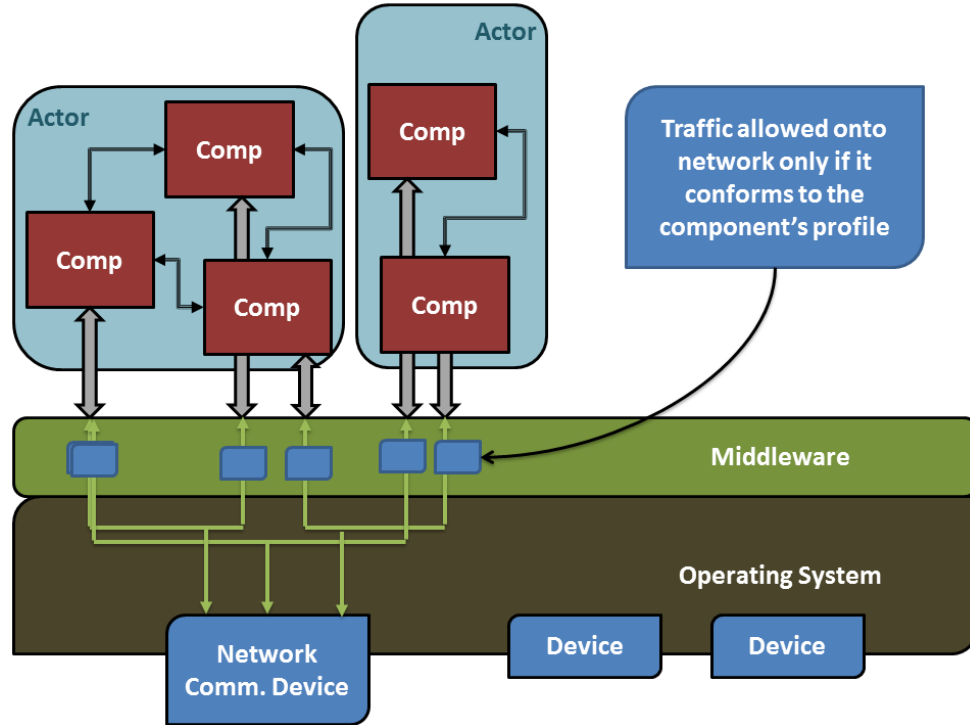 Actor
Actor
Comp
Comp
Comp
Comp
Comp
Traffic allowed onto
network only if it
conforms to the
component's profile
Middleware
Operating System
Network
Comm. Device
Device
Device